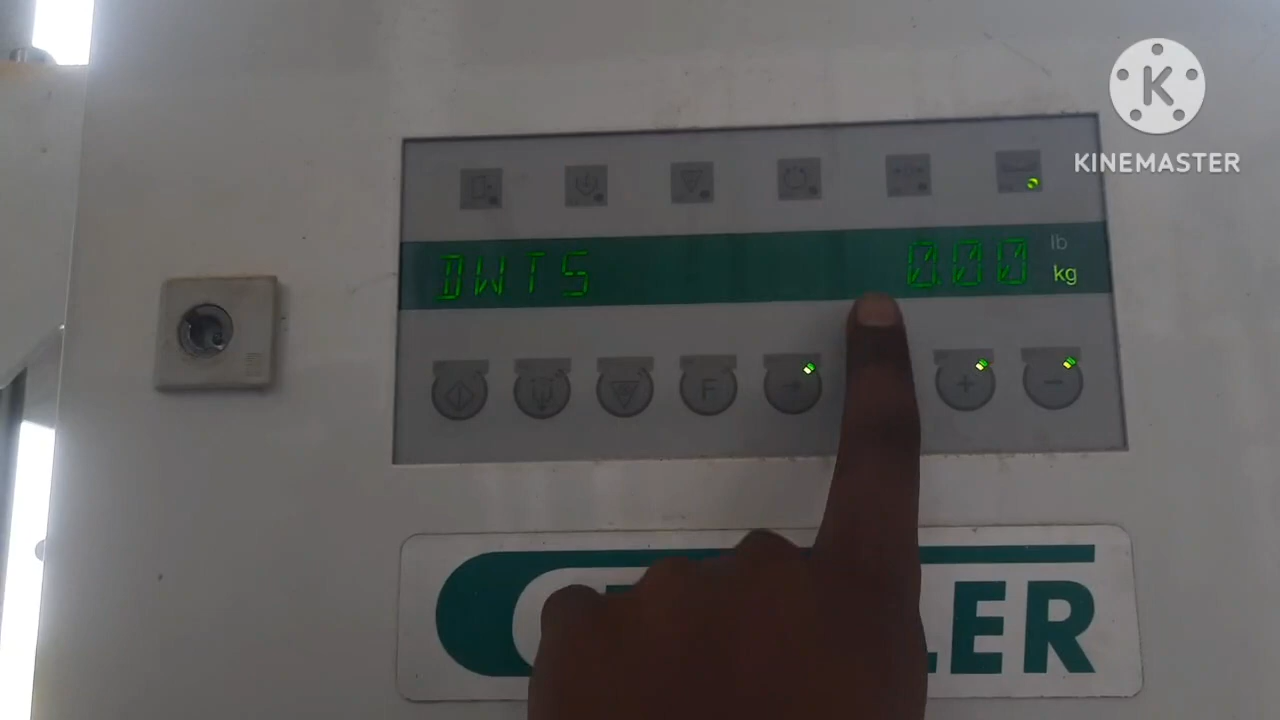 KINEMASTER
lb
DWTS 0.00
kg
F
+ −
ER